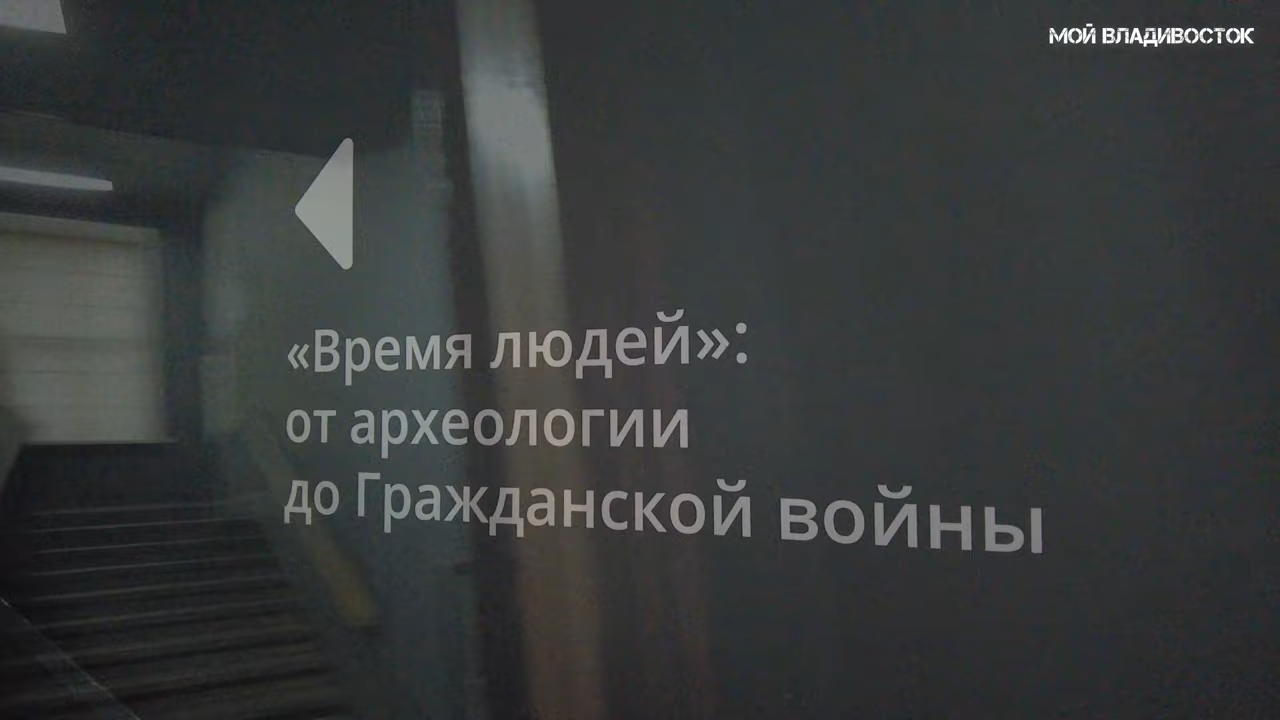 МОЙ ВЛАДИВОСТОК
«Время людей»:
от археологии
до Гражданской войны